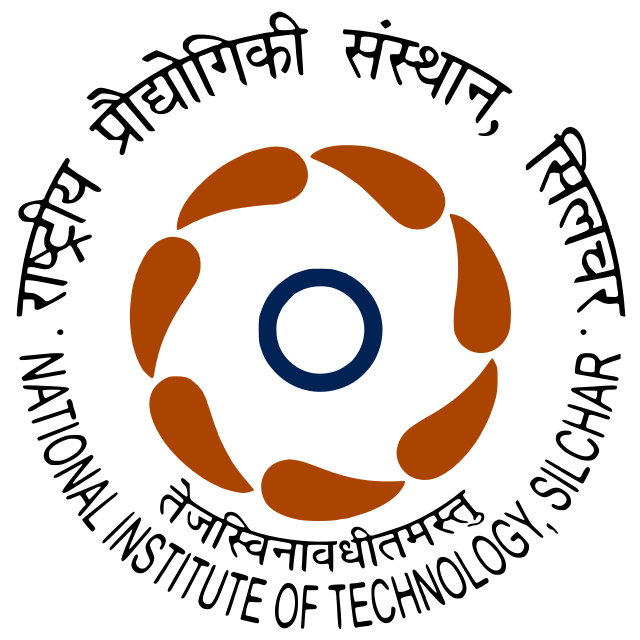 राष्ट्रीय प्रौद्योगिकी संस्थान, सिलचर
तेजस्विनावधीतमस्तु
NATIONAL INSTITUTE OF TECHNOLOGY, SILCHAR